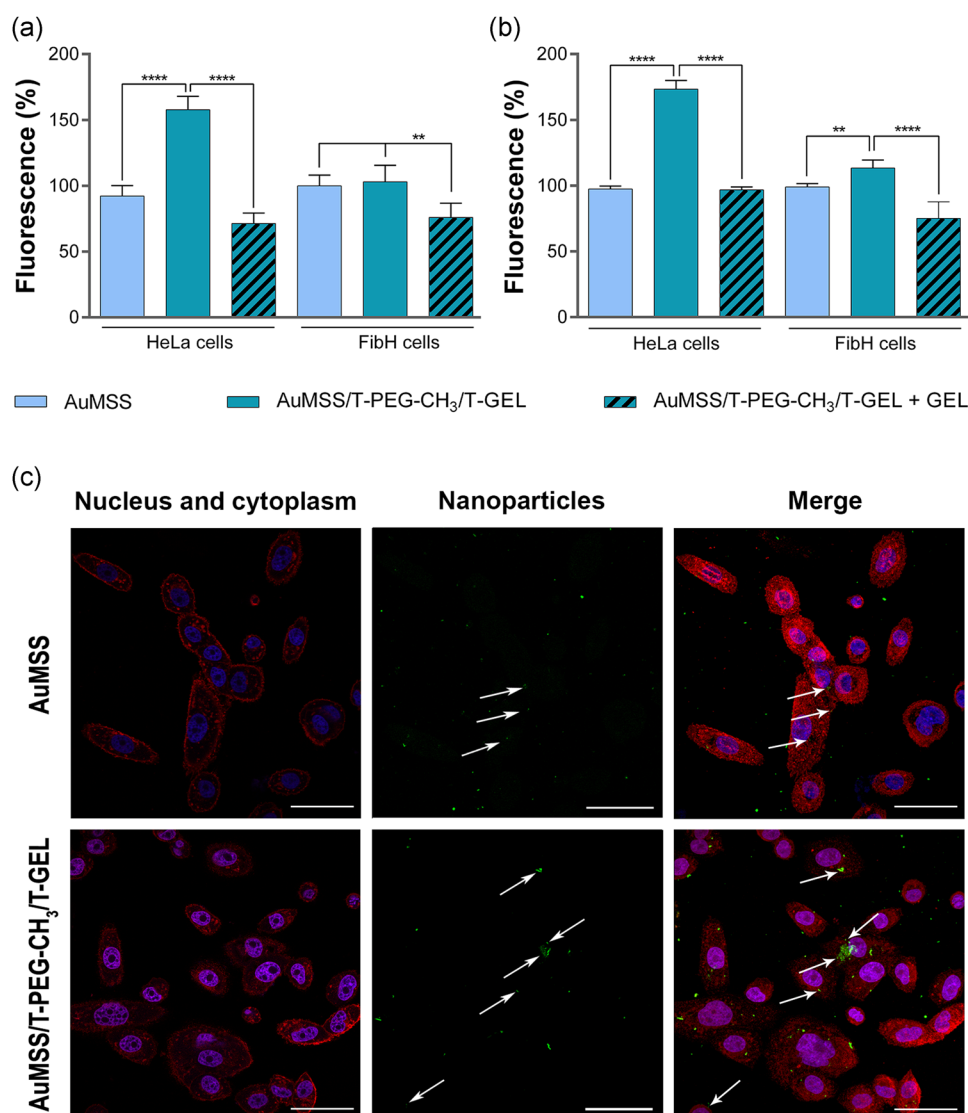 (a)
Fluorescence (%)
200
150
100
50
0
****
****
**
HeLa cells
FibH cells
(b)
Fluorescence (%)
200
150
100
50
0
****
****
**
****
HeLa cells
FibH cells
AuMSS
AuMSS/T-PEG-CH₃/T-GEL
AuMSS/T-PEG-CH₃/T-GEL + GEL
(c)
Nucleus and cytoplasm
Nanoparticles
Merge
AuMSS
AuMSS/T-PEG-CH₃/T-GEL